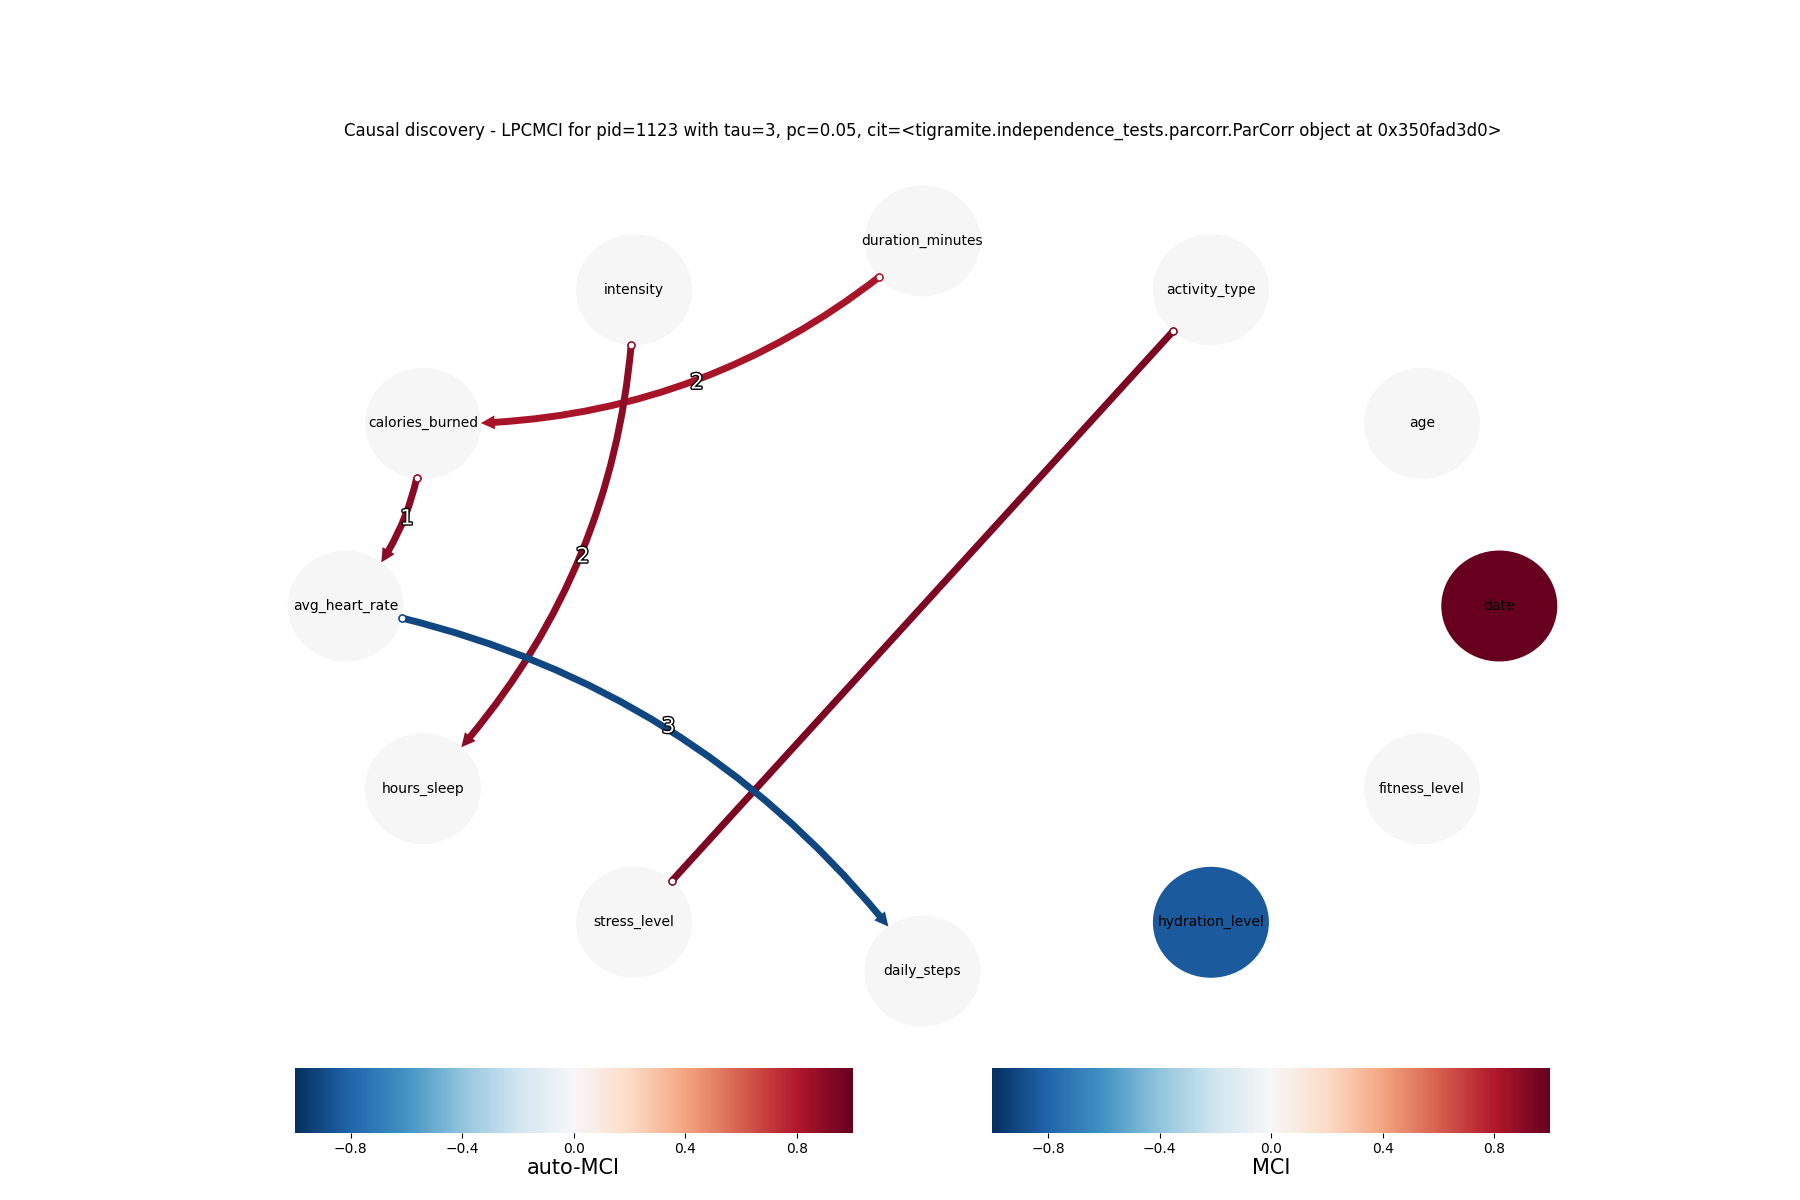 Causal discovery - LPCMCI for pid=1123 with tau=3, pc=0.05, cit=<tigramite.independence_tests.parcorr.ParCorr object at 0x350fad3d0>
duration_minutes
intensity
activity_type
2
calories_burned
age
1
2
avg_heart_rate
date
3
hours_sleep
fitness_level
stress_level
hydration_level
daily_steps
−0.8 −0.4 0.0 0.4 0.8
auto-MCI
−0.8 −0.4 0.0 0.4 0.8
MCI